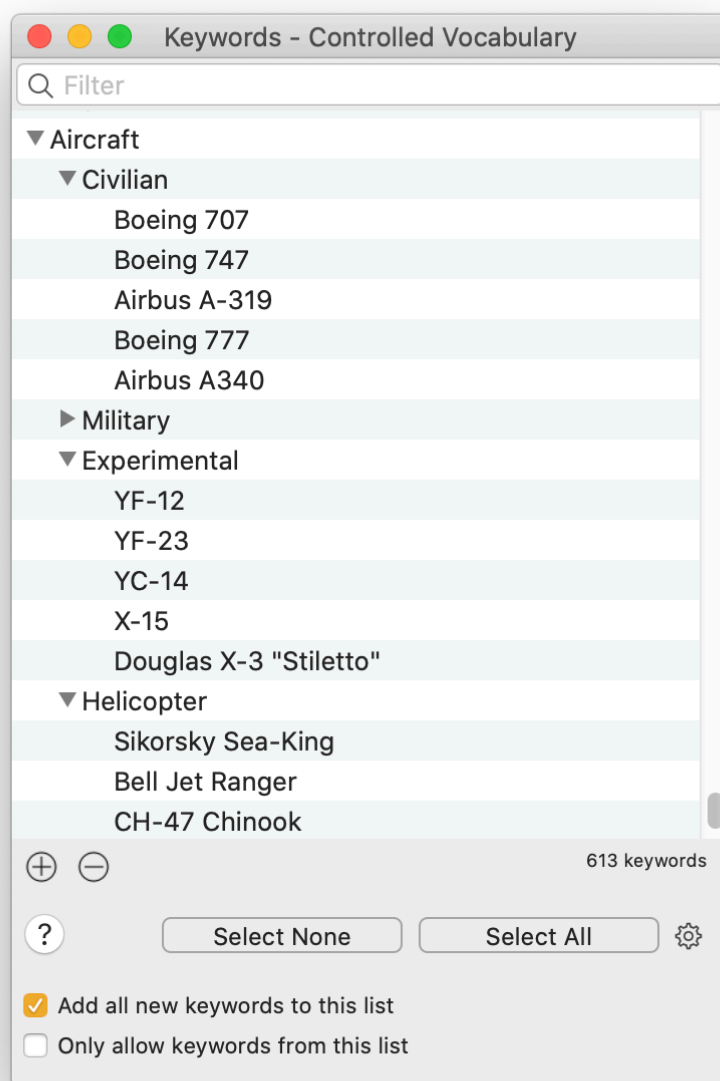 Keywords - Controlled Vocabulary
Filter
Aircraft
Civilian
Boeing 707
Boeing 747
Airbus A-319
Boeing 777
Airbus A340
Military
Experimental
YF-12
YF-23
YC-14
X-15
Douglas X-3 "Stiletto"
Helicopter
Sikorsky Sea-King
Bell Jet Ranger
CH-47 Chinook
613 keywords
? Select None Select All
Add all new keywords to this list
Only allow keywords from this list